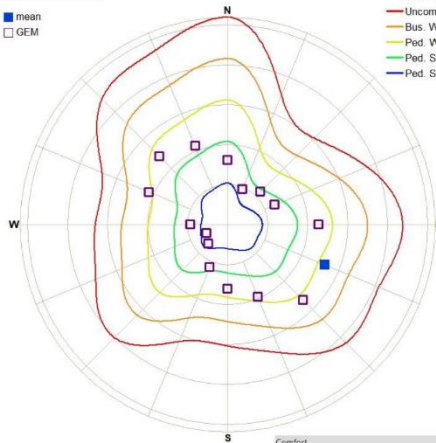 N
mean
GEM
Uncom
Bus. W
Ped. W
Ped. S
Ped. S
W
S
Comfort